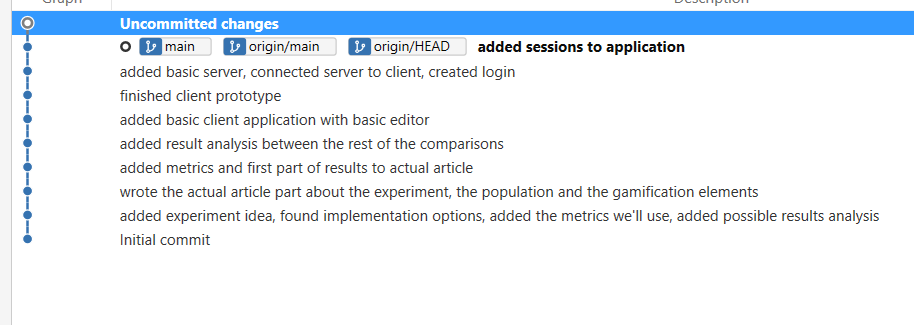 Graph Description
Uncommitted changes
main origin/main origin/HEAD added sessions to application
added basic server, connected server to client, created login
finished client prototype
added basic client application with basic editor
added result analysis between the rest of the comparisons
added metrics and first part of results to actual article
wrote the actual article part about the experiment, the population and the gamification elements
added experiment idea, found implementation options, added the metrics we'll use, added possible results analysis
Initial commit